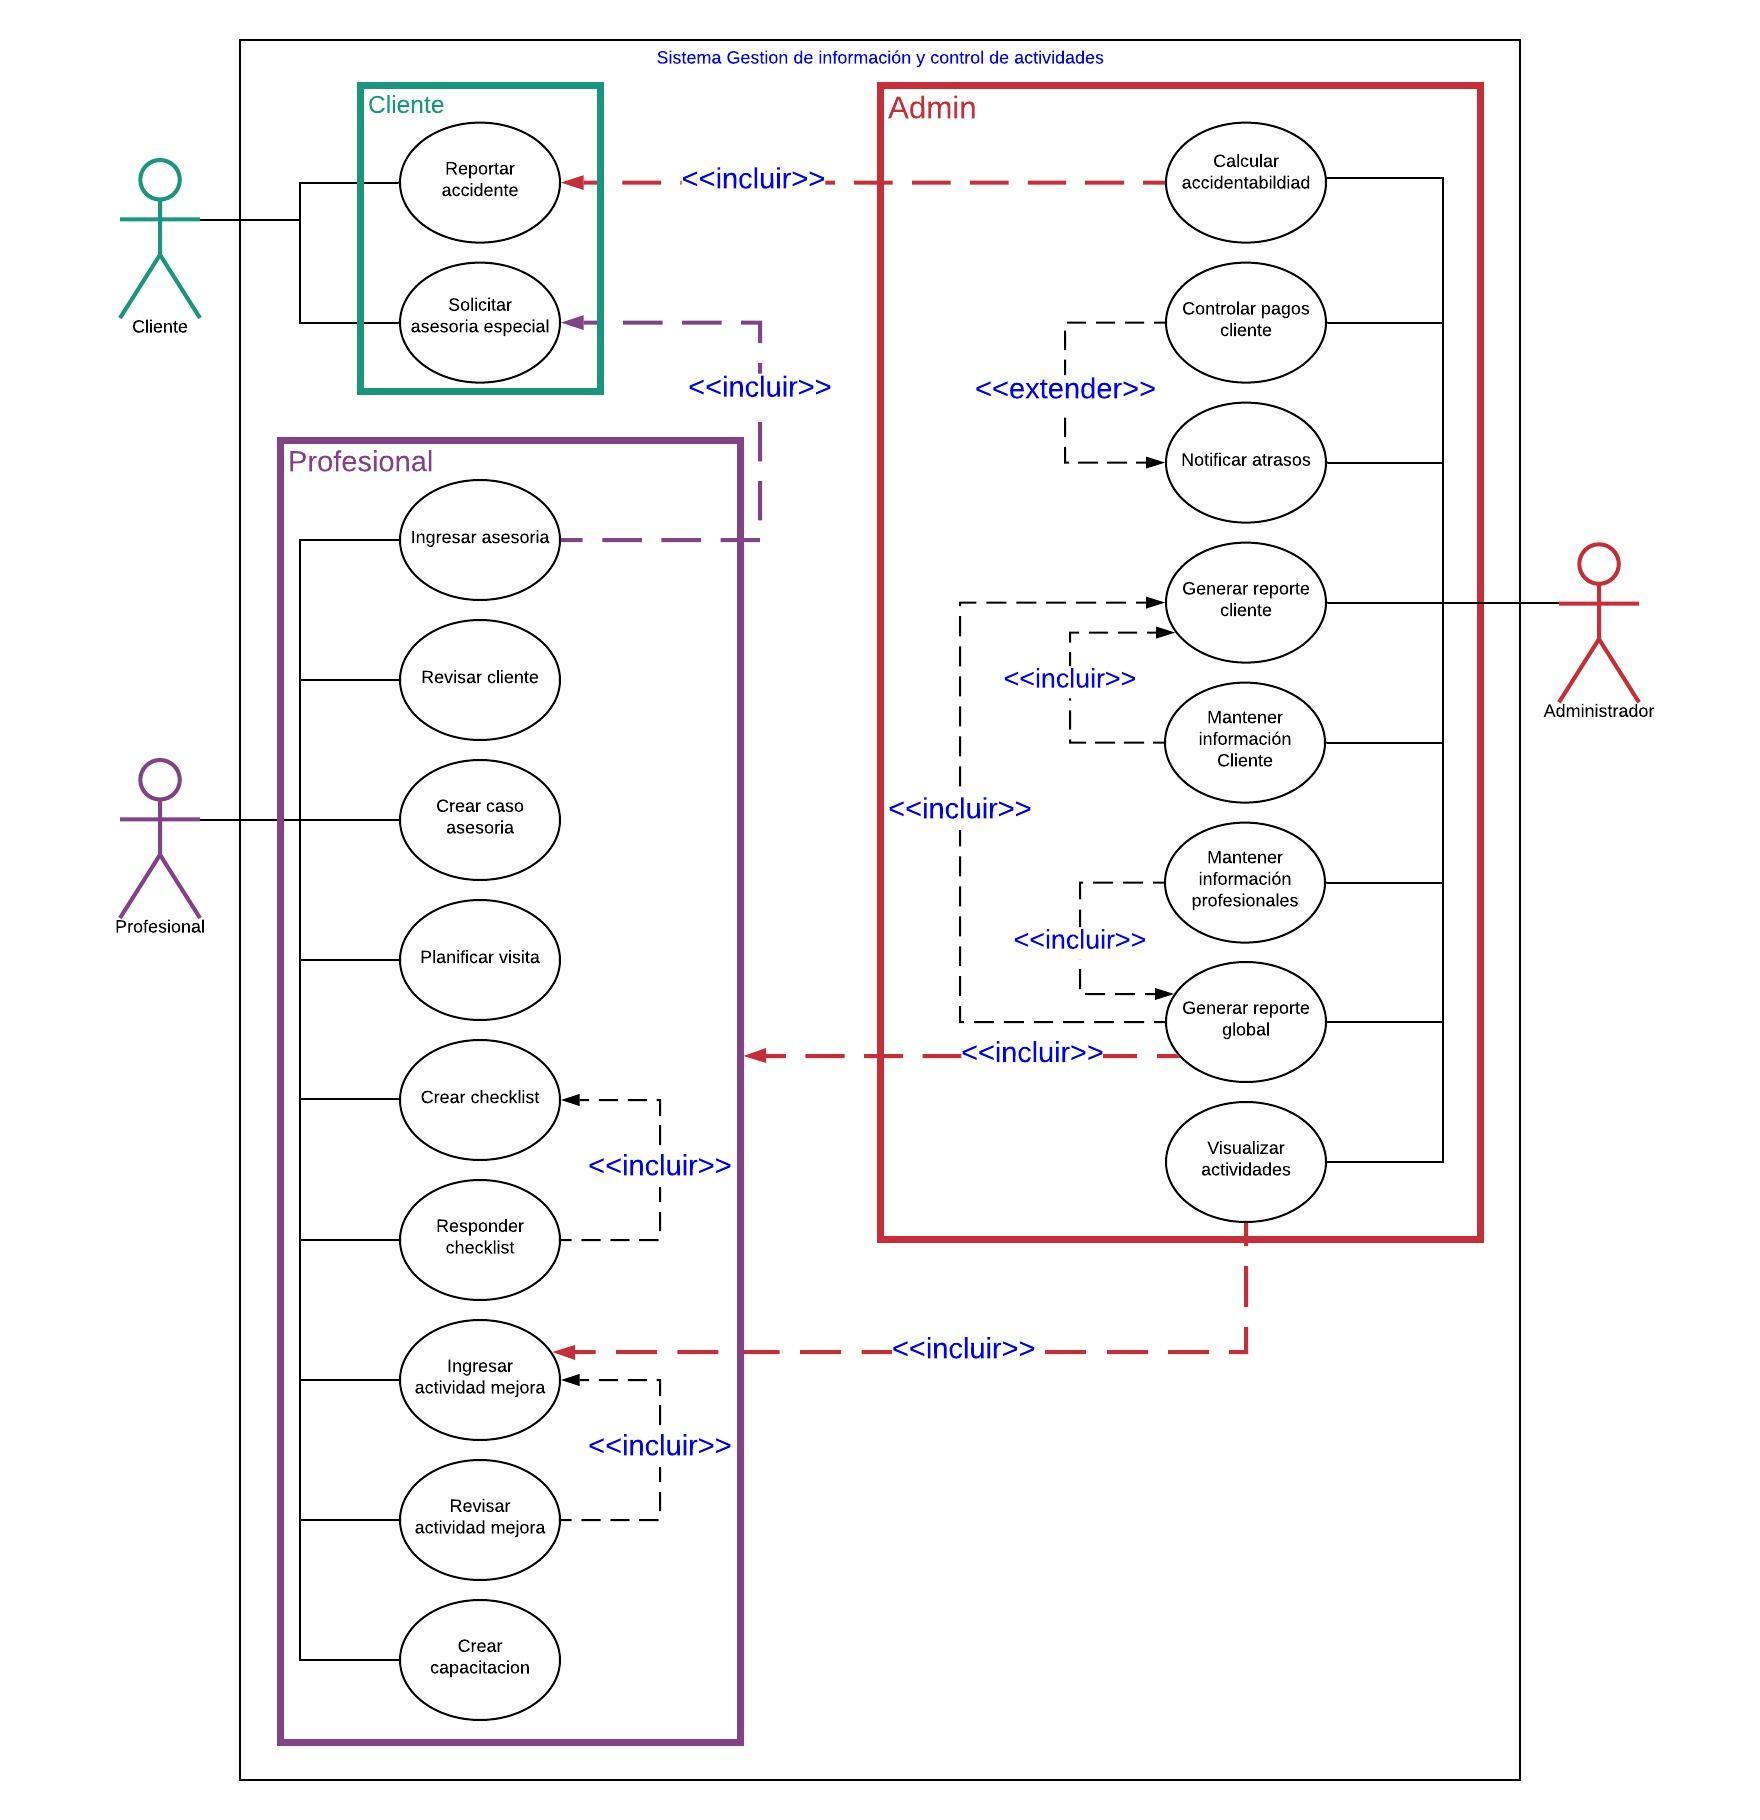 Sistema Gestion de información y control de actividades
Cliente
Reportar
accidente
Solicitar
asesoria especial
Cliente
<<incluir>>
<<incluir>>
Profesional
Ingresar asesoria
Revisar cliente
Crear caso
asesoria
Planificar visita
Crear checklist
<<incluir>>
Responder
checklist
Ingresar
actividad mejora
<<incluir>>
Revisar
actividad mejora
Crear
capacitacion
Profesional
Admin
Calcular
accidentabildiad
Controlar pagos
cliente
<<extender>>
Notificar atrasos
Generar reporte
cliente
<<incluir>>
Mantener
información
Cliente
<<incluir>>
Mantener
información
profesionales
<<incluir>>
Generar reporte
global
<<incluir>>
Visualizar
actividades
<<incluir>>
Administrador